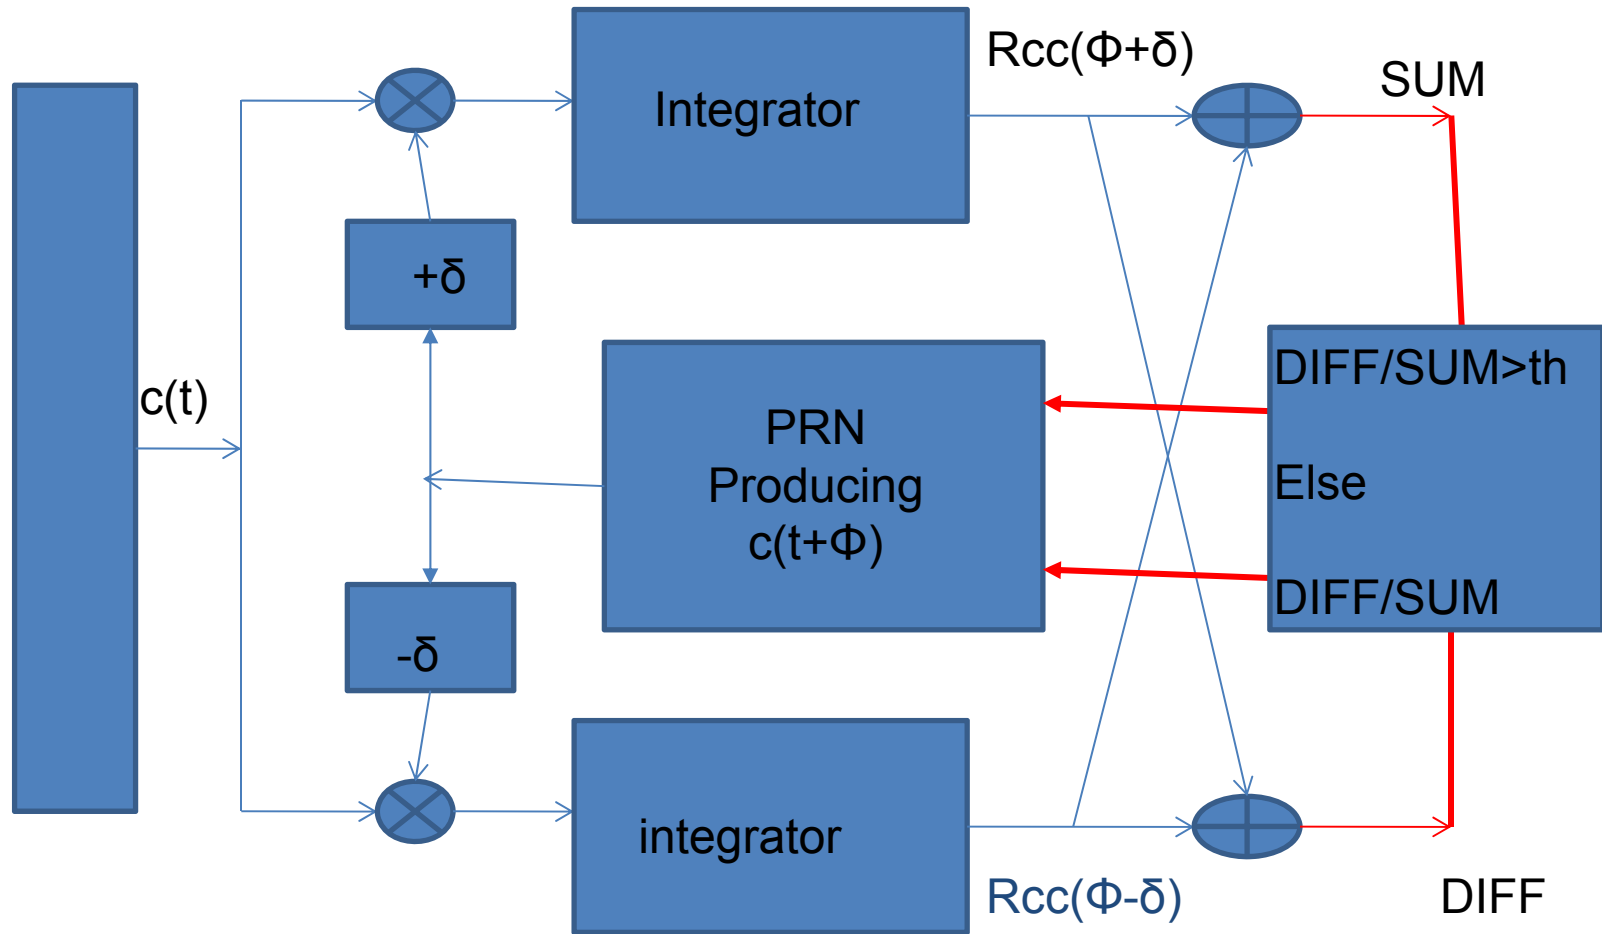 Rcc(Φ+δ)
SUM
Integrator
+δ
c(t)
PRN
Producing
c(t+Φ)
DIFF/SUM>th
Else
DIFF/SUM
-δ
integrator
Rcc(Φ-δ)
DIFF